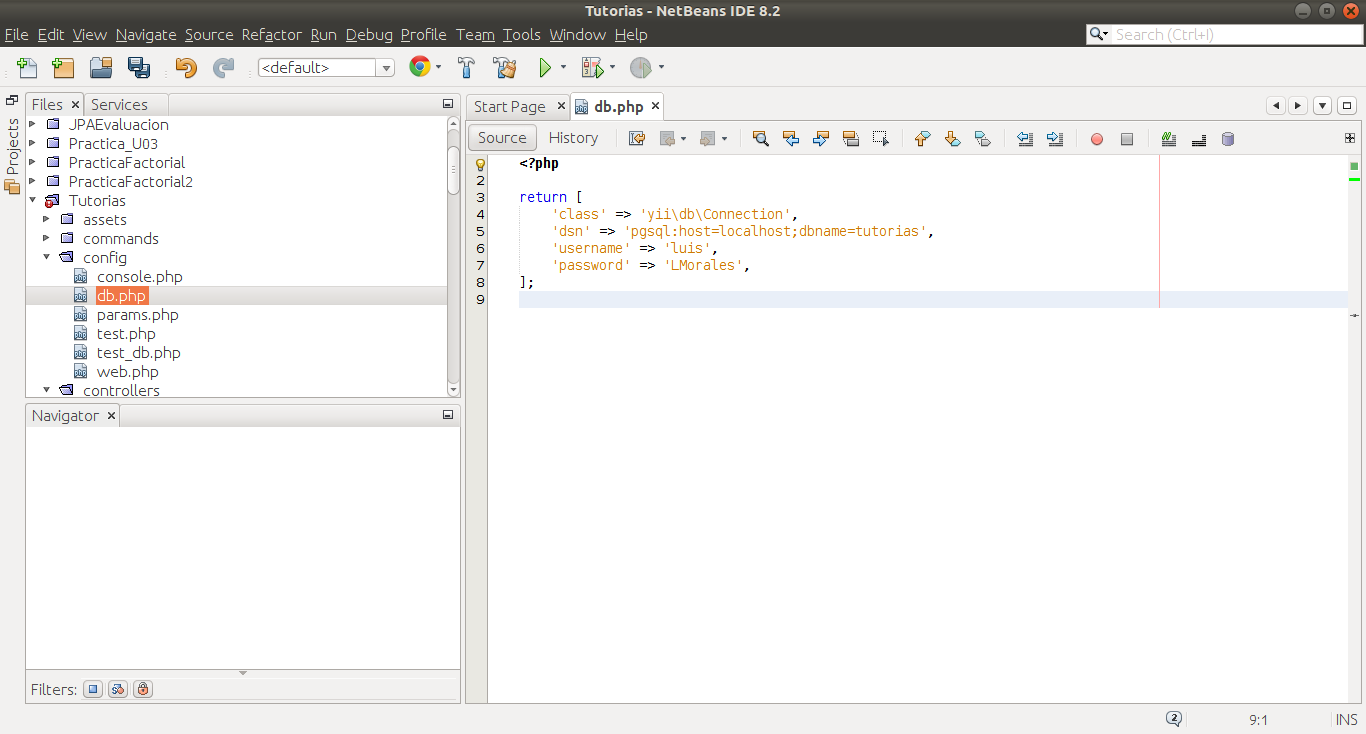 Tutorias - NetBeans IDE 8.2
File Edit View Navigate Source Refactor Run Debug Profile Team Tools Window Help
Search (Ctrl+I)
<default>
Projects
Files Services
JPAEvaluacion
Practica_U03
PracticaFactorial
PracticaFactorial2
Tutorias
assets
commands
config
console.php
db.php
params.php
test.php
test_db.php
web.php
controllers
Navigator
Filters:
Start Page db.php
Source History
<?php
2
3 return [
4 'class' => 'yii\db\Connection',
5 'dsn' => 'pgsql:host=localhost;dbname=tutorias',
6 'username' => 'luis',
7 'password' => 'LMorales',
8 ];
9
2 9:1 INS